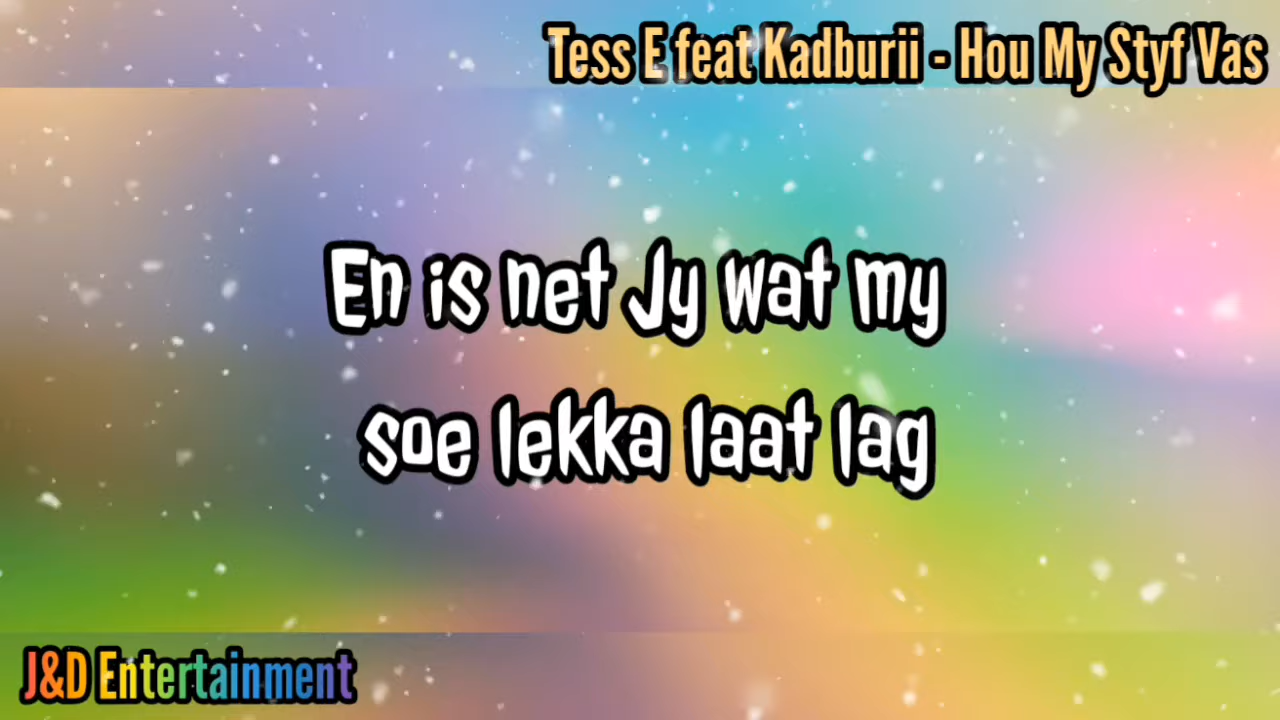 Tess E feat Kadburii - Hou My Styf Vas
En is net Jy wat my
soe lekka laat lag
J&D Entertainment